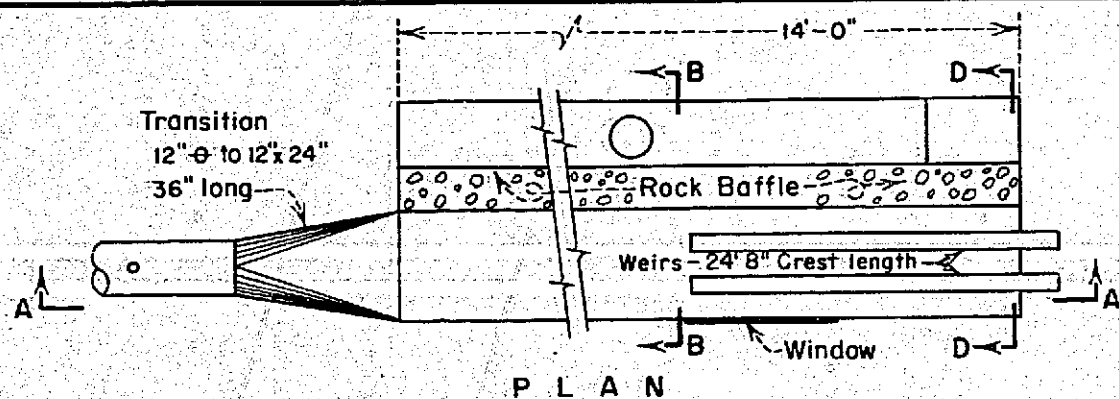 14'-0"
B
D
Transition
12"-θ to 12"x 24"
36" long
Rock Baffle
Weirs - 24' 8" Crest length
A
A
B
Window
D
P L A N